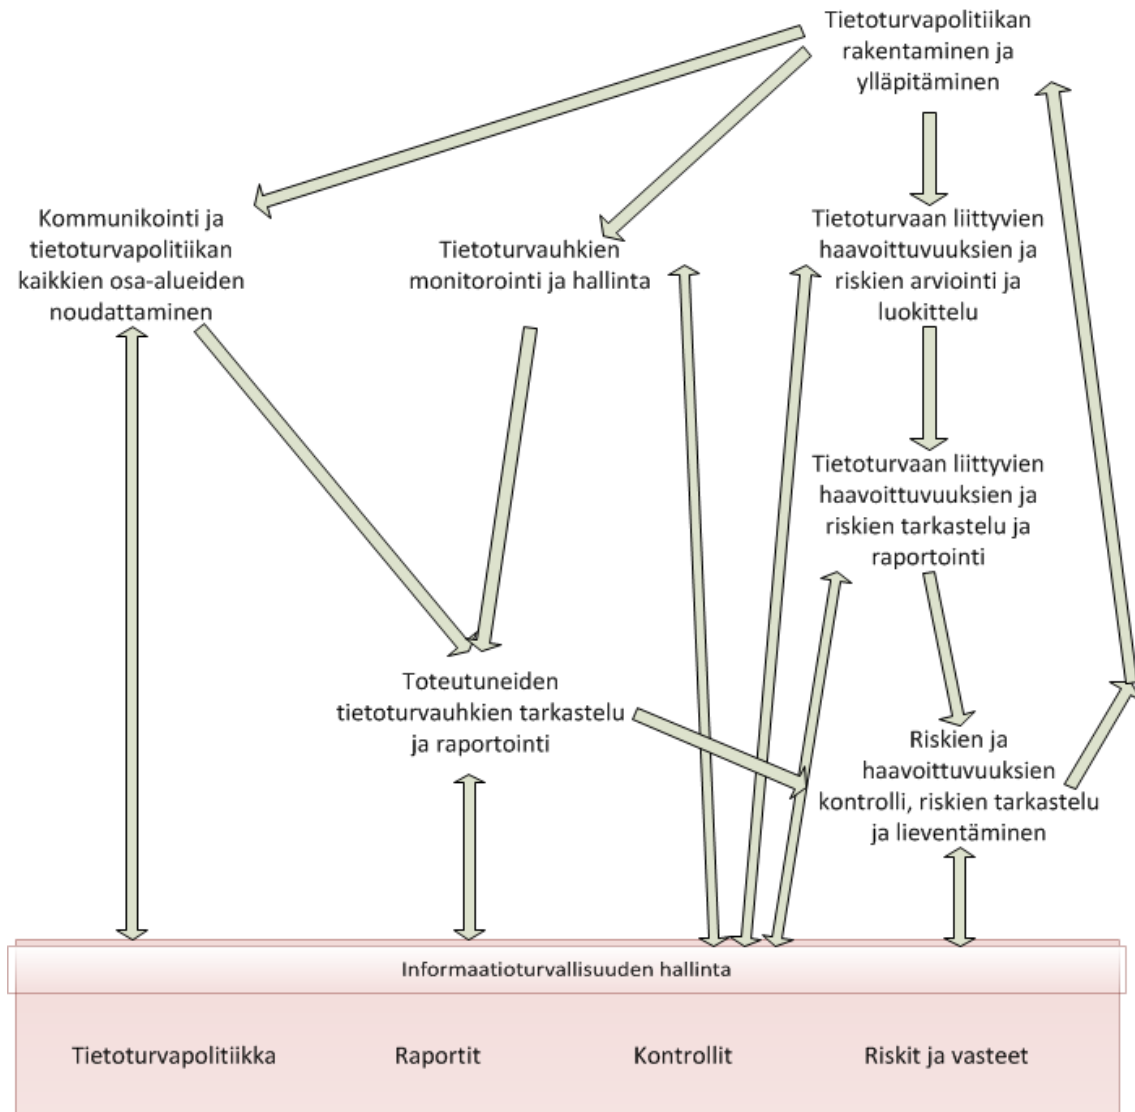 Tietoturvapolitiikan
rakentaminen ja
ylläpitäminen
Kommunikointi ja
tietoturvapolitiikan
kaikkien osa-alueiden
noudattaminen
Tietoturvauhkien
monitorointi ja hallinta
Tietoturvaan liittyvien
haavoittuvuuksien ja
riskien arviointi ja
luokittelu
Tietoturvaan liittyvien
haavoittuvuuksien ja
riskien tarkastelu ja
raportointi
Toteutuneiden
tietoturvauhkien tarkastelu
ja raportointi
Riskien ja
haavoittuvuuksien
kontrolli, riskien tarkastelu
ja lieventäminen
Informaatioturvallisuuden hallinta
Tietoturvapolitiikka
Raportit
Kontrollit
Riskit ja vasteet